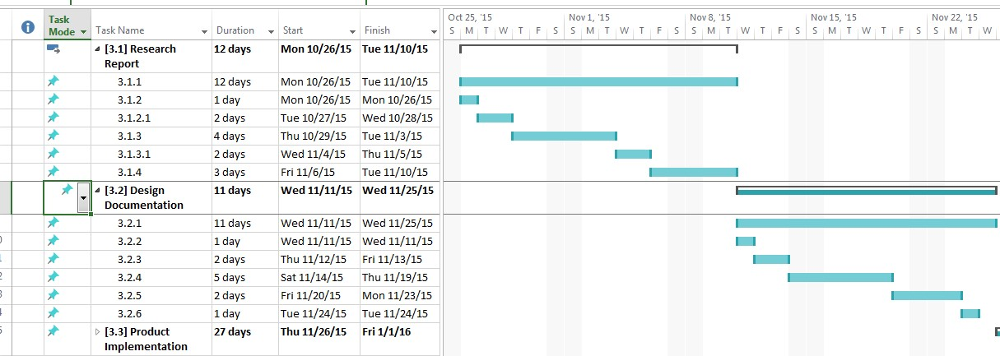 Oct 25, '15 Nov 1, '15 Nov 8, '15 Nov 15, '15 Nov 22, '15
Task
Mode Task Name Duration Start Finish S M T W T F S S M T W T F S S M T W T F S S M T W T F S S M T W
[3.1] Research 12 days Mon 10/26/15 Tue 11/10/15
Report
3.1.1 12 days Mon 10/26/15 Tue 11/10/15
3.1.2 1 day Mon 10/26/15 Mon 10/26/15
3.1.2.1 2 days Tue 10/27/15 Wed 10/28/15
3.1.3 4 days Thu 10/29/15 Tue 11/3/15
3.1.3.1 2 days Wed 11/4/15 Thu 11/5/15
3.1.4 3 days Fri 11/6/15 Tue 11/10/15
[3.2] Design 11 days Wed 11/11/15 Wed 11/25/15
Documentation
3.2.1 11 days Wed 11/11/15 Wed 11/25/15
3.2.2 1 day Wed 11/11/15 Wed 11/11/15
3.2.3 2 days Thu 11/12/15 Fri 11/13/15
3.2.4 5 days Sat 11/14/15 Thu 11/19/15
3.2.5 2 days Fri 11/20/15 Mon 11/23/15
3.2.6 1 day Tue 11/24/15 Tue 11/24/15
[3.3] Product 27 days Thu 11/26/15 Fri 1/1/16
Implementation